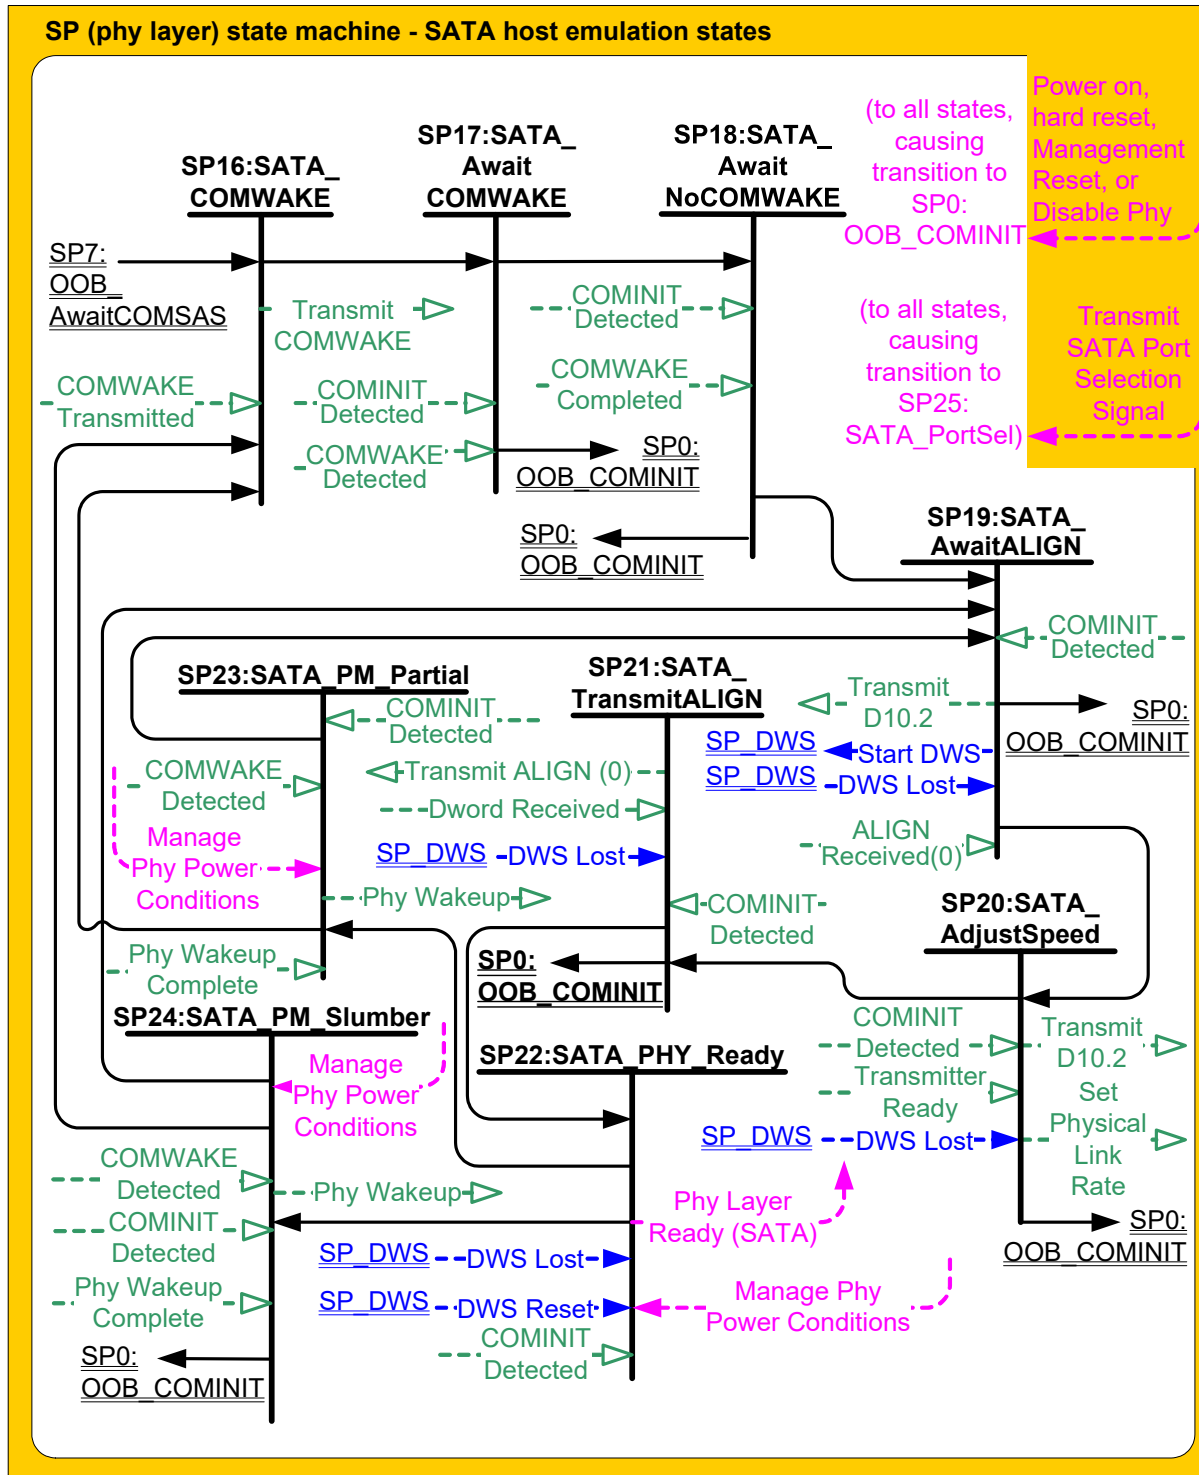 SP (phy layer) state machine - SATA host emulation states
Power on,
hard reset,
Management
Reset, or
Disable Phy
(to all states,
causing
transition to
SP0:
OOB_COMINIT
SP16:SATA_
COMWAKE
SP17:SATA_
Await
COMWAKE
SP18:SATA_
Await
NoCOMWAKE
SP7:
OOB_
AwaitCOMSAS
Transmit
COMWAKE
COMINIT
Detected
(to all states,
causing
transition to
SP25:
SATA_PortSel)
Transmit
SATA Port
Selection
Signal
COMWAKE
Transmitted
COMINIT
Detected
COMWAKE
Completed
COMWAKE
Detected
SP0:
OOB_COMINIT
SP0:
OOB_COMINIT
SP19:SATA_
AwaitALIGN
COMINIT
Detected
Transmit
D10.2
SP0:
OOB_COMINIT
SP_DWS
Start DWS
SP_DWS
DWS Lost
ALIGN
Received(0)
SP23:SATA_PM_Partial
COMINIT
Detected
COMWAKE
Detected
Manage
Phy Power
Conditions
Phy Wakeup
Phy Wakeup
Complete
SP21:SATA_
TransmitALIGN
Transmit ALIGN (0)
Dword Received
SP_DWS
DWS Lost
COMINIT
Detected
SP0:
OOB_COMINIT
SP20:SATA_
AdjustSpeed
COMINIT
Detected
Transmit
D10.2
Transmitter
Ready
Set
Physical
Link
Rate
SP_DWS
DWS Lost
SP0:
OOB_COMINIT
SP24:SATA_PM_Slumber
Manage
Phy Power
Conditions
COMWAKE
Detected
Phy Wakeup
COMINIT
Detected
Phy Wakeup
Complete
SP0:
OOB_COMINIT
SP22:SATA_PHY_Ready
Phy Layer
Ready (SATA)
SP_DWS
DWS Lost
SP_DWS
DWS Reset
Manage Phy
Power Conditions
COMINIT
Detected